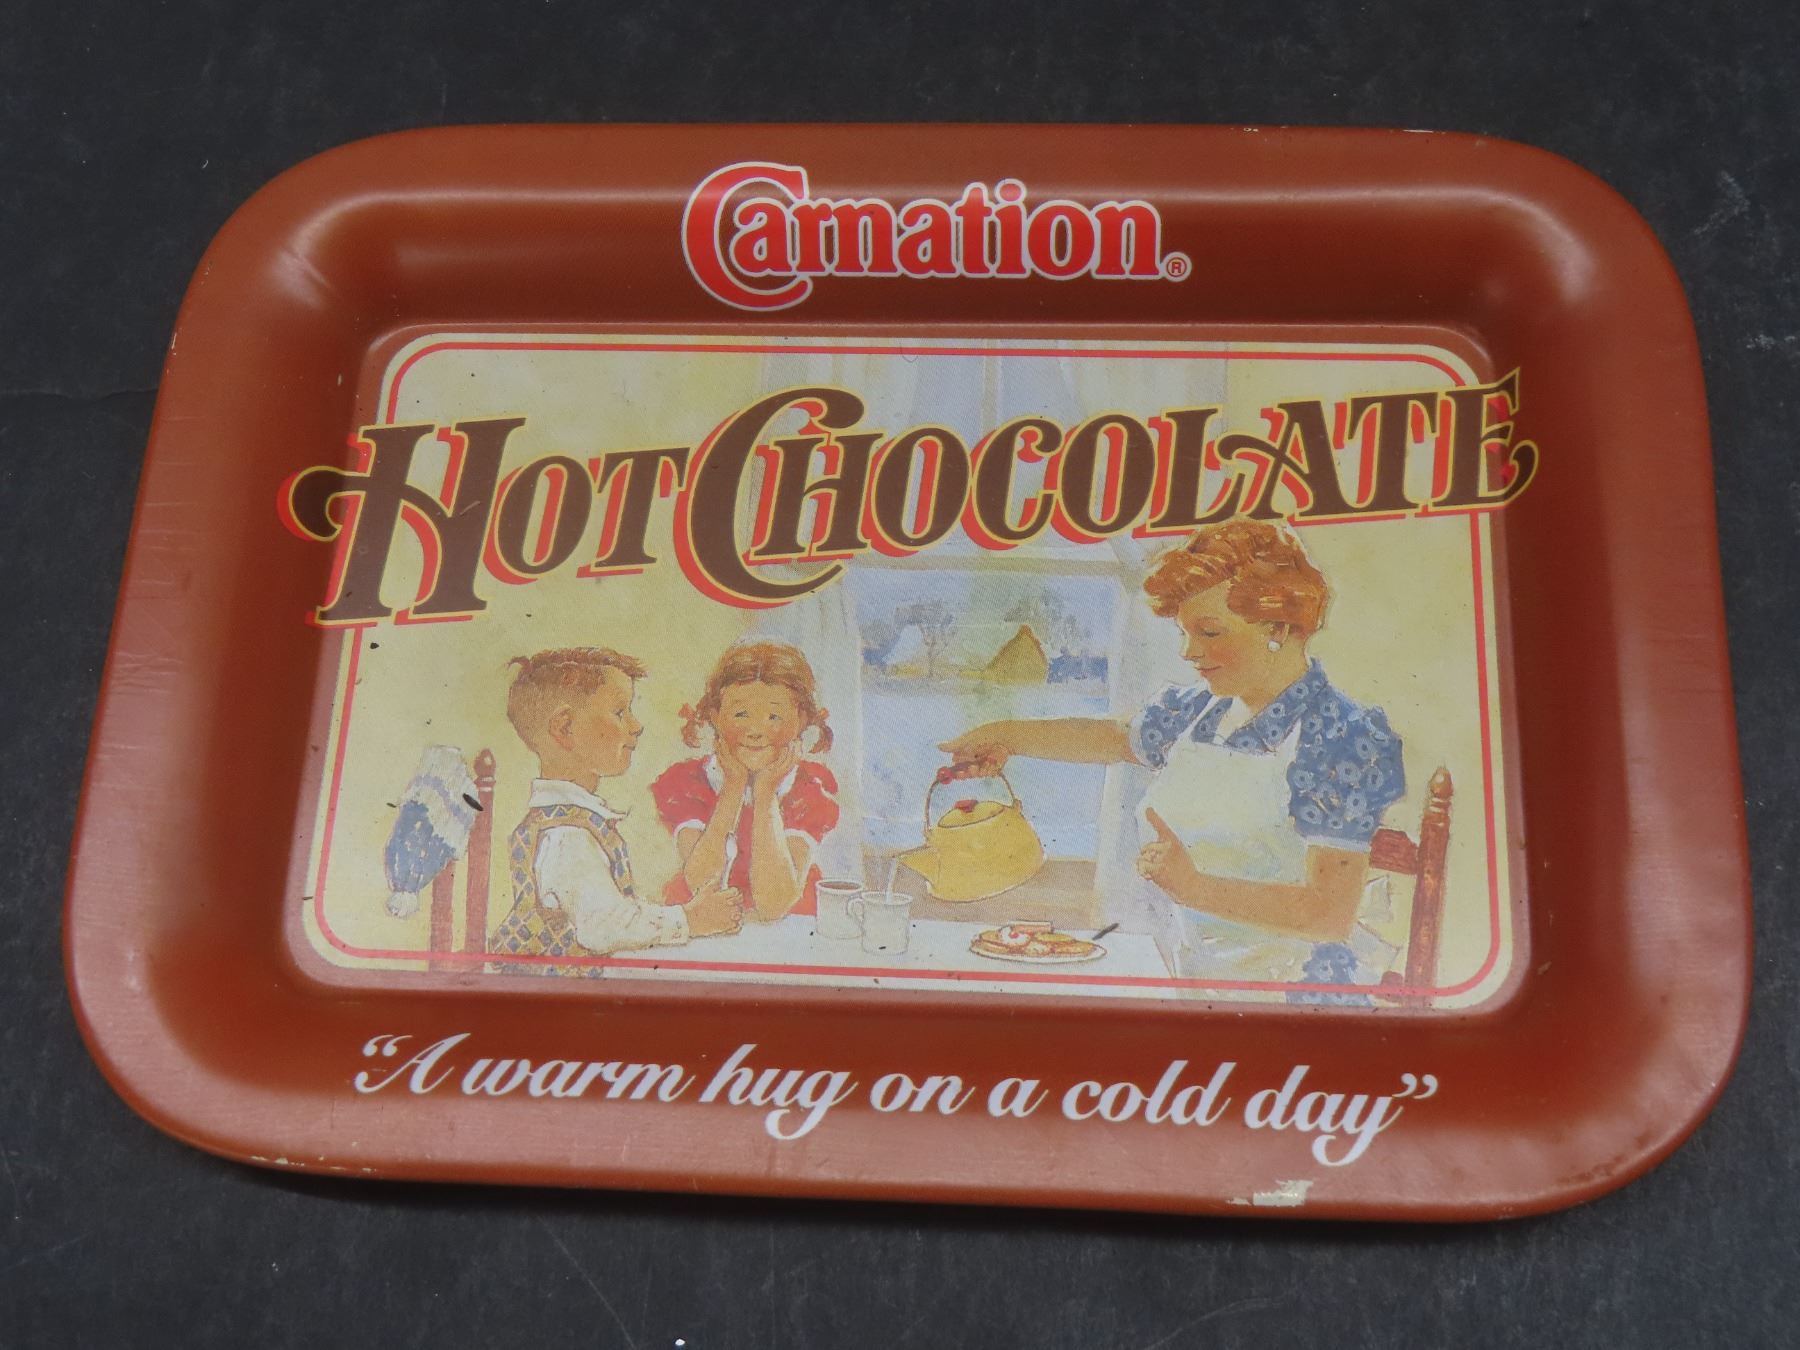 Carnation®
HOT CHOCOLATE
“A warm hug on a cold day”